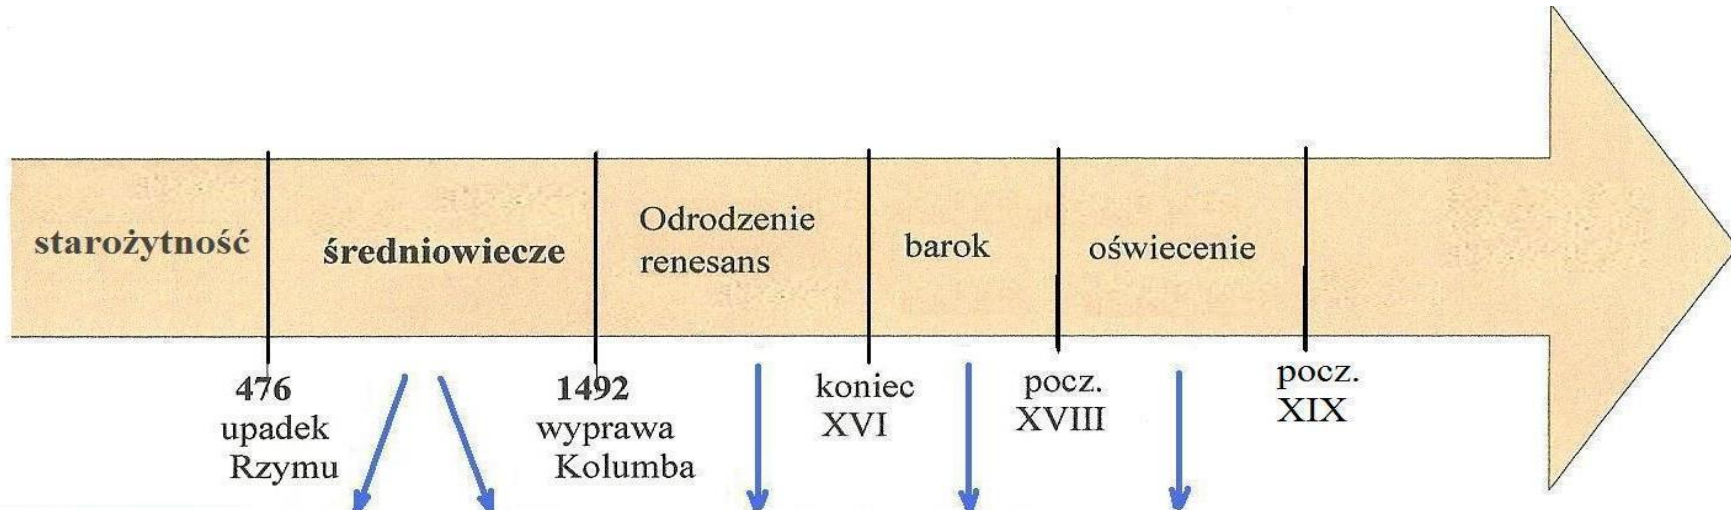 starożytność
średniowiecze
Odrodzenie
renesans
barok
oświecenie
476
upadek
Rzymu
1492
wyprawa
Kolumba
koniec
XVI
pocz.
XVIII
pocz.
XIX